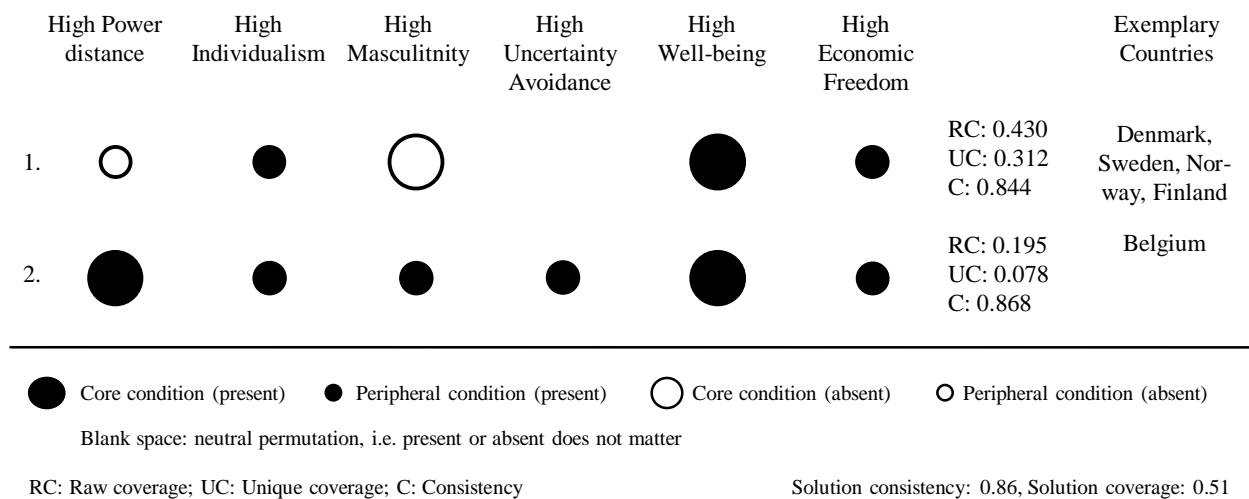 High Power distance
High Individualism
High Masculitnity
High Uncertainty Avoidance
High Well-being
High Economic Freedom
Exemplary Countries
1.
RC: 0.430
UC: 0.312
C: 0.844
Denmark,
Sweden, Nor-
way, Finland
2.
RC: 0.195
UC: 0.078
C: 0.868
Belgium
Core condition (present) Peripheral condition (present) Core condition (absent) Peripheral condition (absent)
Blank space: neutral permutation, i.e. present or absent does not matter
RC: Raw coverage; UC: Unique coverage; C: Consistency Solution consistency: 0.86, Solution coverage: 0.51